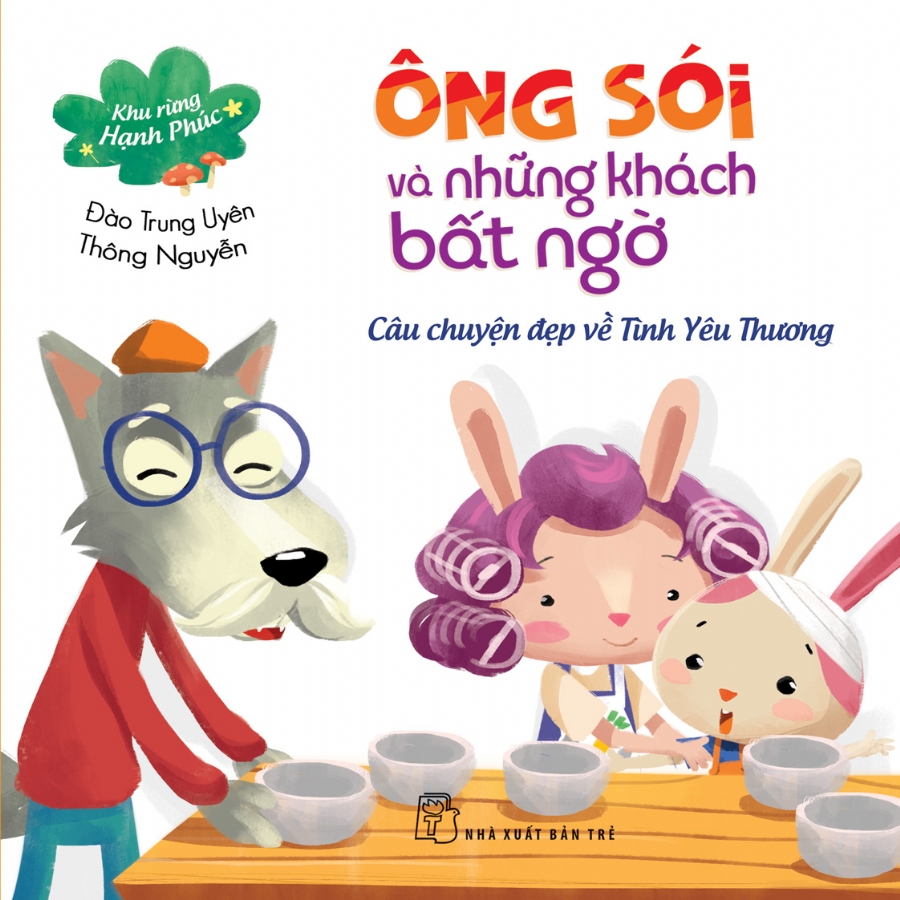 Khu rừng
Hạnh Phúc
Đào Trung Uyên
Thông Nguyễn
ÔNG SÓI
và những khách
bất ngờ
Câu chuyện đẹp về Tình Yêu Thương
T
NHÀ XUẤT BẢN TRẺ